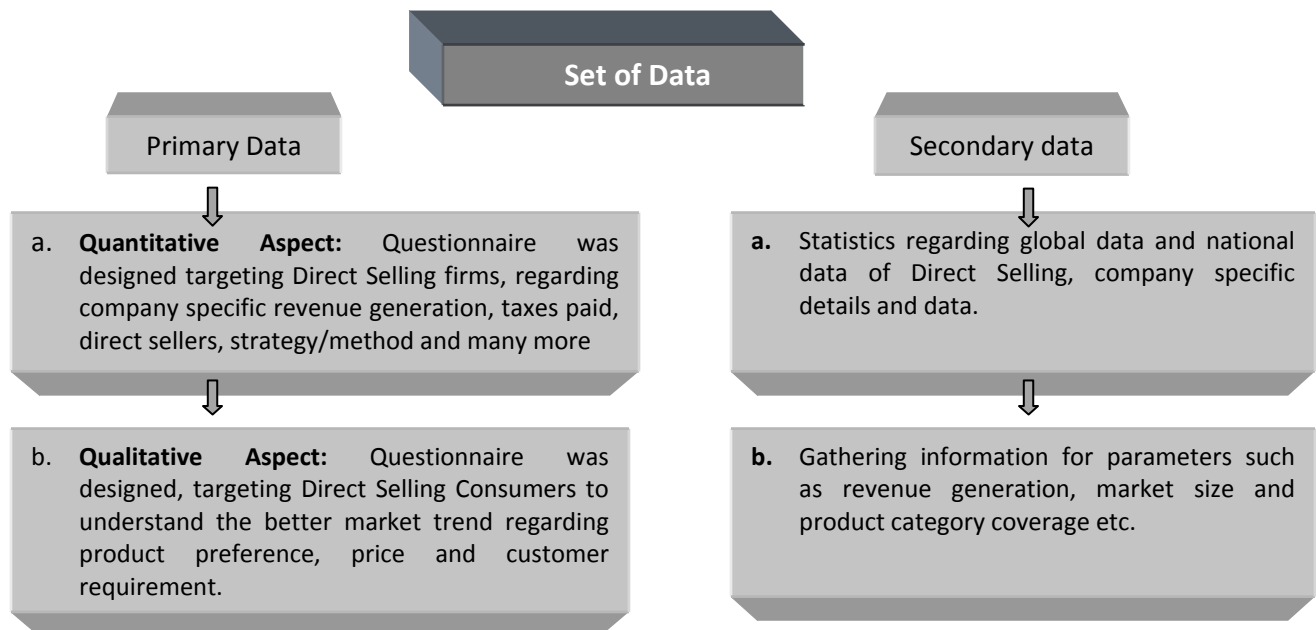 Set of Data
Primary Data
a. Quantitative Aspect: Questionnaire was
designed targeting Direct Selling firms, regarding
company specific revenue generation, taxes paid,
direct sellers, strategy/method and many more
b. Qualitative Aspect: Questionnaire was
designed, targeting Direct Selling Consumers to
understand the better market trend regarding
product preference, price and customer
requirement.
Secondary data
a. Statistics regarding global data and national
data of Direct Selling, company specific
details and data.
b. Gathering information for parameters such
as revenue generation, market size and
product category coverage etc.